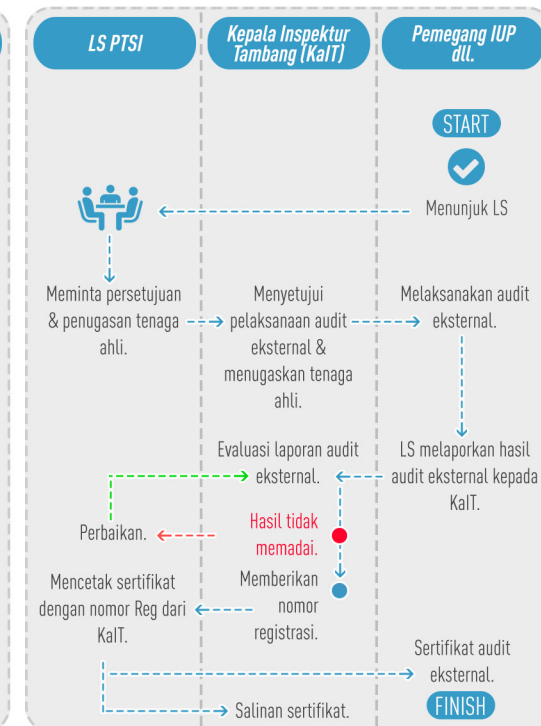 LS PTSI
Kepala Inspektur
Tambang (KaIT)
Pemegang IUP
dll.
START
Menunjuk LS
Meminta persetujuan
& penugasan tenaga
ahli.
Menyetujui
pelaksanaan audit
eksternal &
menugaskan tenaga
ahli.
Melaksanakan audit
eksternal.
LS melaporkan hasil
audit eksternal kepada
KaIT.
Evaluasi laporan audit
eksternal.
Hasil tidak
memadai.
Perbaikan.
Memberikan
nomor
registrasi.
Mencetak sertifikat
dengan nomor Reg dari
KaIT.
Sertifikat audit
eksternal.
Salinan sertifikat.
FINISH